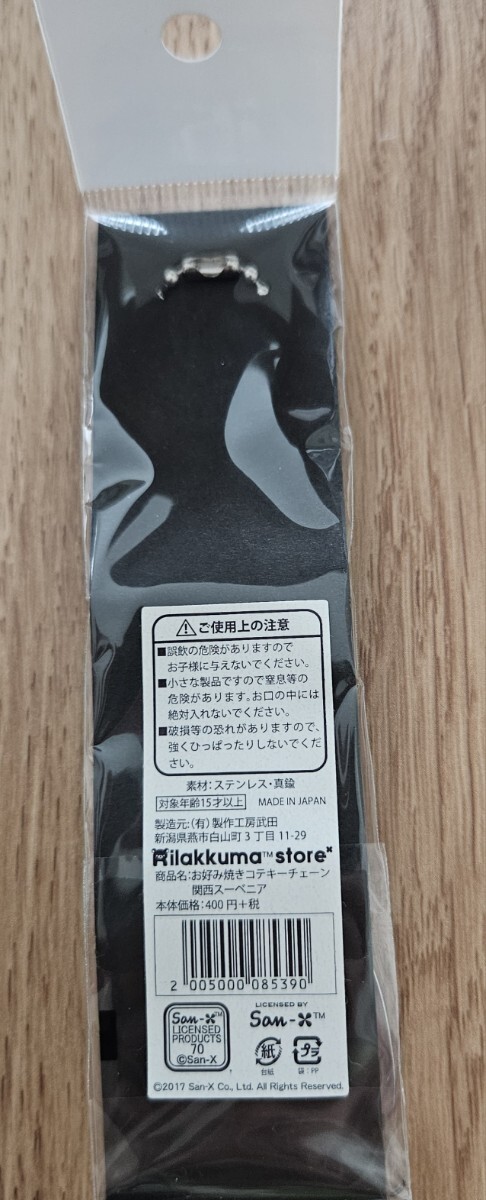 ⚠ご使用上の注意
■誤飲の危険がありますので
お子様に与えないでください。
■小さな製品ですので窒息等の
危険があります。お口の中には
絶対入れないでください。
■破損等の恐れがありますので、
強くひっぱったりしないでくだ
さい。
素材:ステンレス・真鍮
対象年齢15才以上 MADE IN JAPAN
製造元:(有)製作工房武田
新潟県燕市白山町3丁目11-29
Rilakkuma™ store
商品名:お好み焼きコテキーチェーン
関西スーベニア
本体価格:400円+税
2 005000 085390
San-X™
LICENSED
PRODUCTS
70
©San-X
LICENSED BY
San-X™
紙
台紙
プラ
袋:PP
©2017 San-X Co., Ltd. All Rights Reserved.